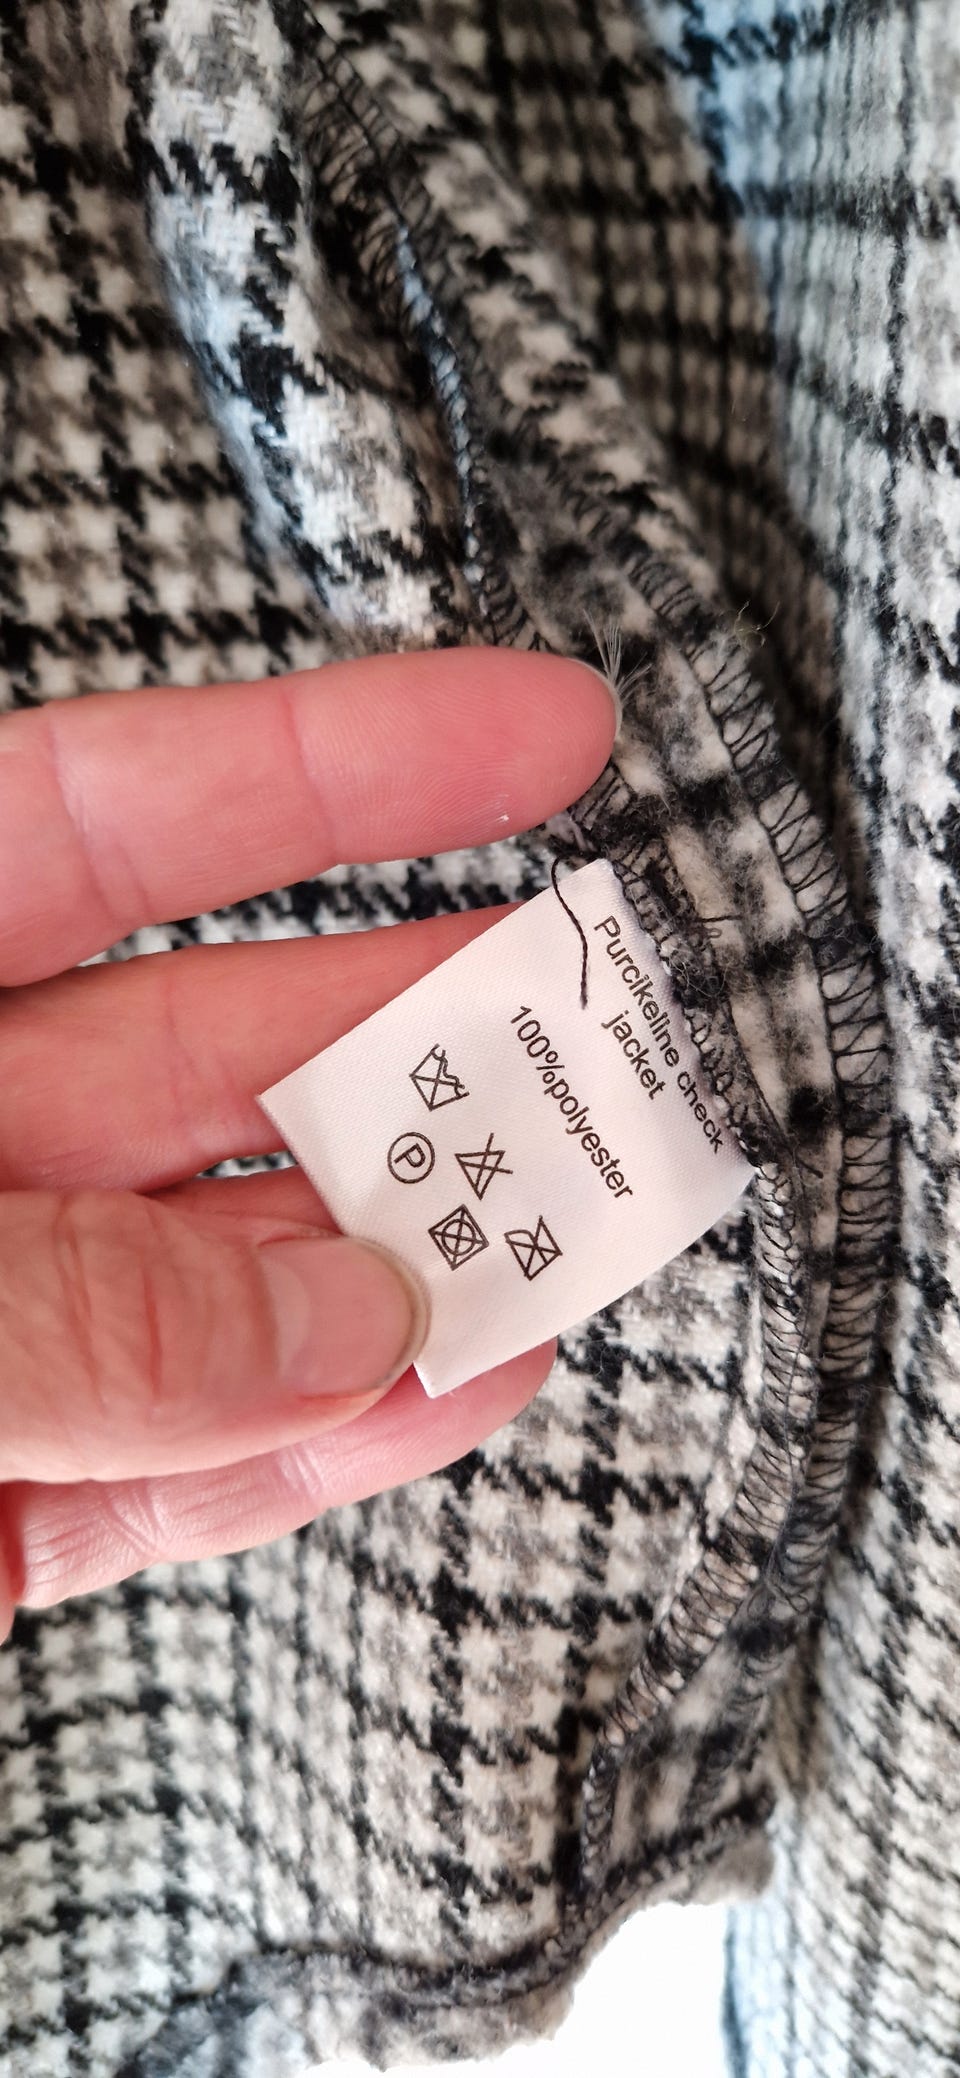 Purcikeline check
jacket
100%polyester
P